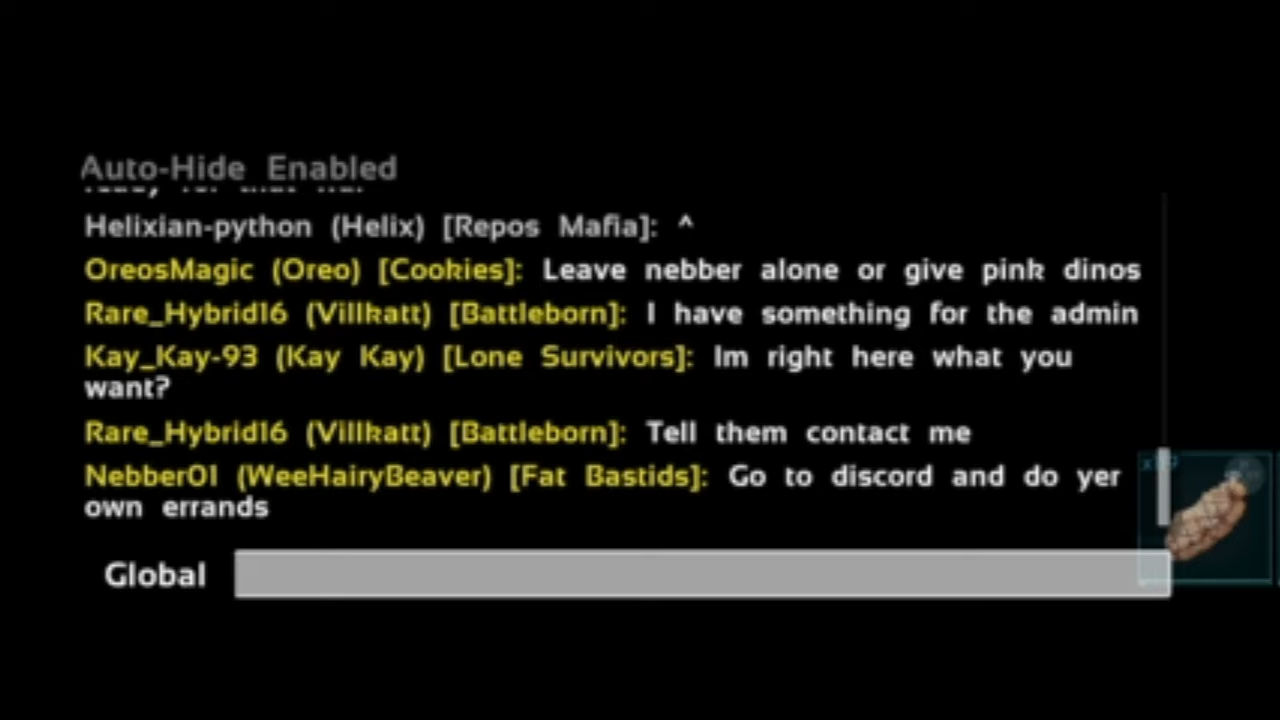 Auto-Hide Enabled
Helixian-python (Helix) [Repos Mafia]: ^
OreosMagic (Oreo) [Cookies]: Leave nebber alone or give pink dinos
Rare_Hybrid16 (Villkatt) [Battleborn]: I have something for the admin
Kay_Kay-93 (Kay Kay) [Lone Survivors]: Im right here what you
want?
Rare_Hybrid16 (Villkatt) [Battleborn]: Tell them contact me
Nebber01 (WeeHairyBeaver) [Fat Bastids]: Go to discord and do yer
own errands
Global